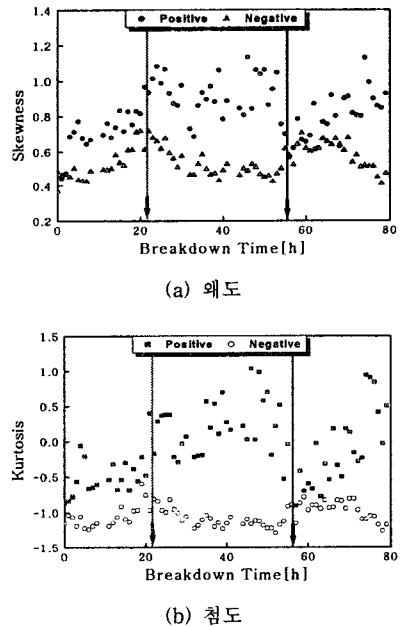 Positive Negative
1.4
1.2
1.0
0.8
0.6
0.4
0.2
Skewness
0 20 40 60 80
Breakdown Time[h]
(a) 왜도
Positive Negative
1.5
1.0
0.5
0.0
-0.5
-1.0
-1.5
Kurtosis
0 20 40 60 80
Breakdown Time[h]
(b) 첨도